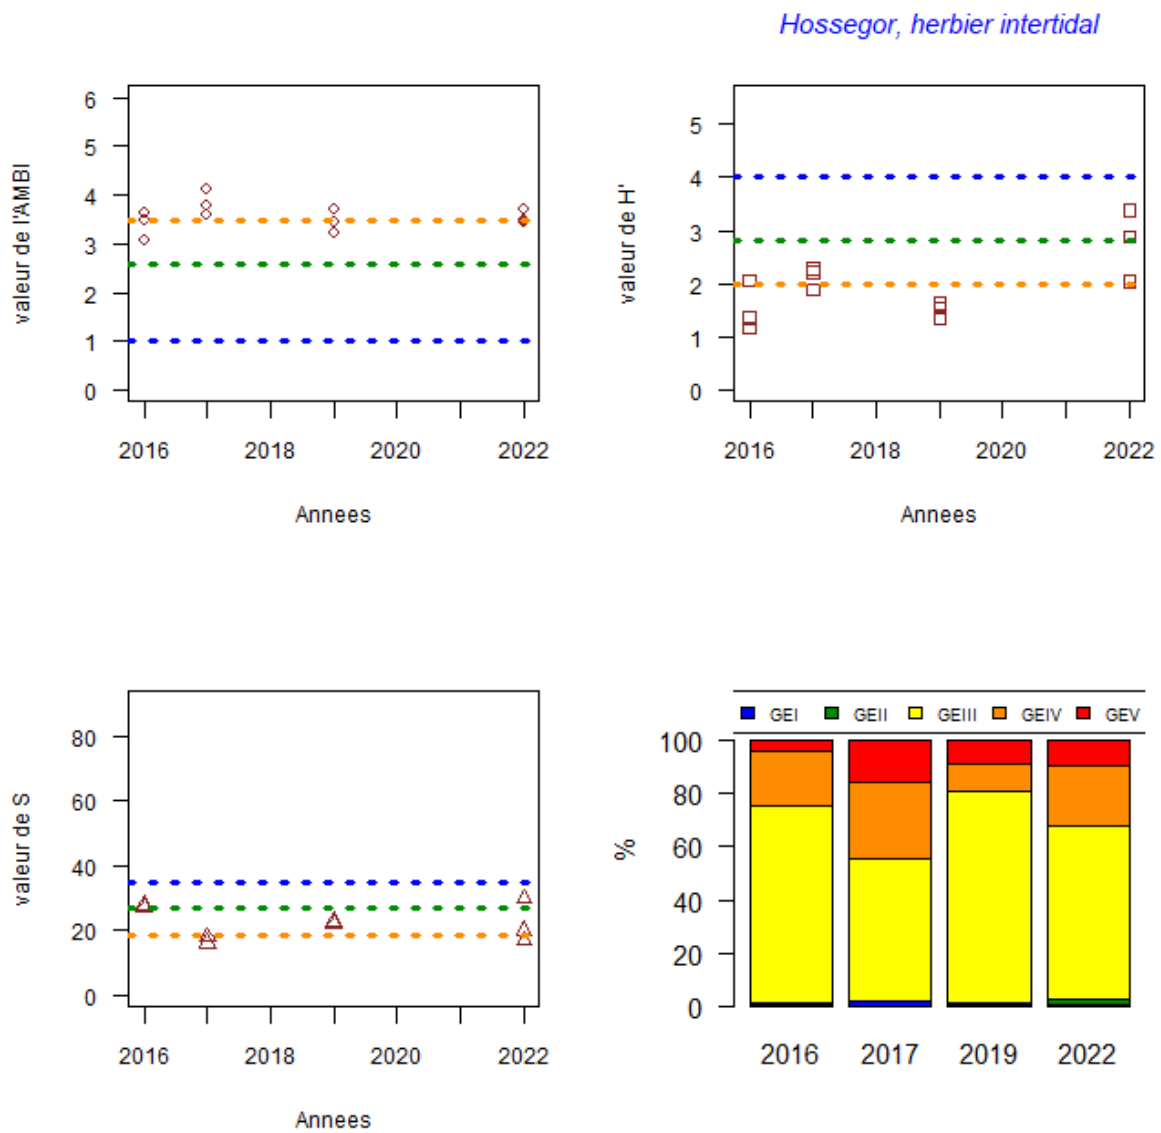 Hossegor, herbier intertidal
valeur de l'AMBI
6
5
4
3
2
1
0
2016 2018 2020 2022
Annees
valeur de H'
5
4
3
2
1
0
2016 2018 2020 2022
Annees
valeur de S
80
60
40
20
0
2016 2018 2020 2022
Annees
GEI GEII GEIII GEIV GEV
%
100
80
60
40
20
0
2016 2017 2019 2022